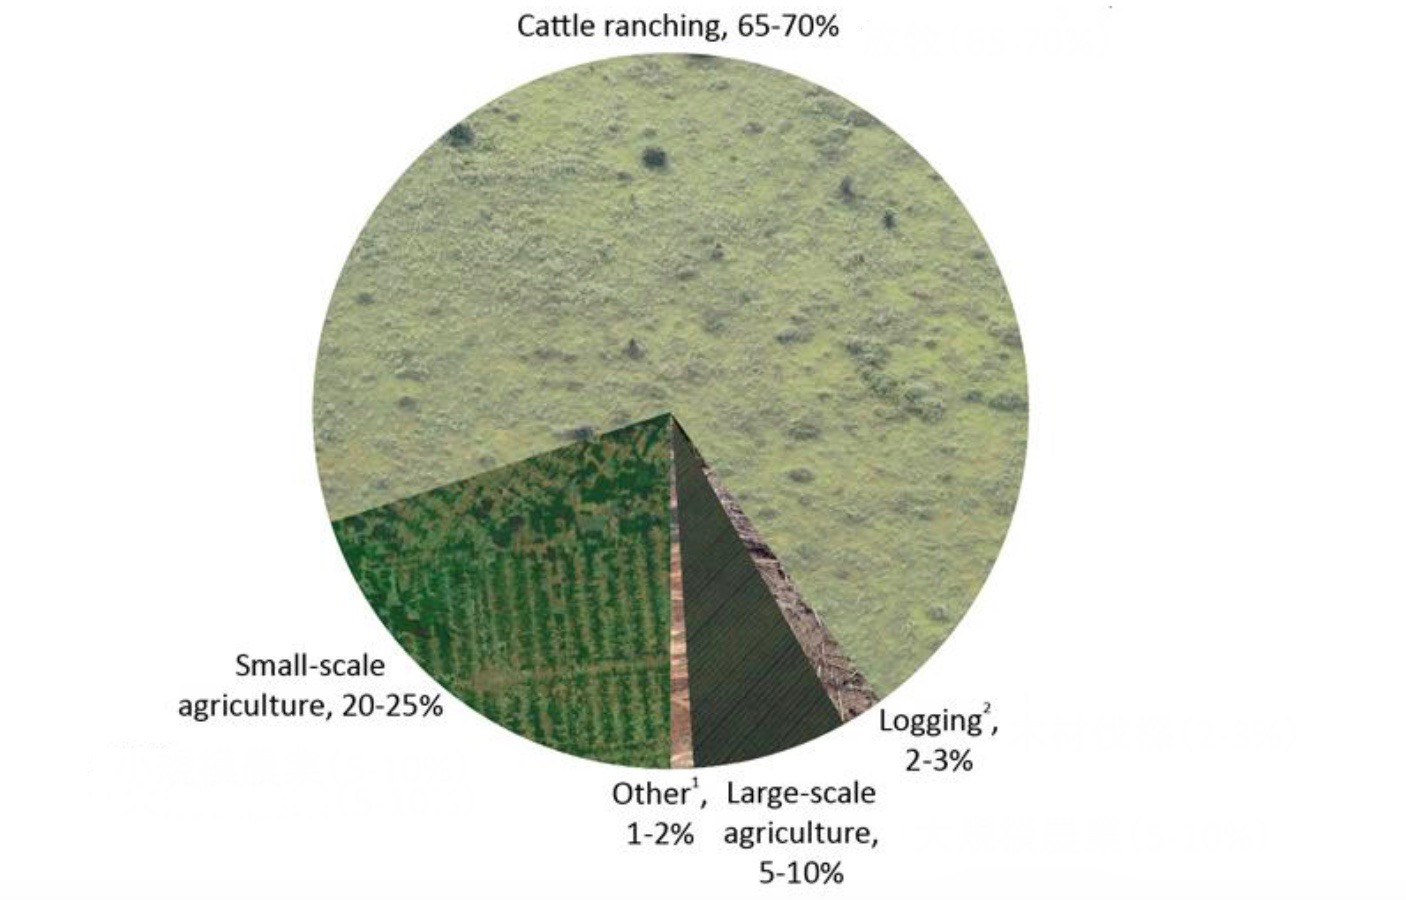 Cattle ranching, 65-70%
Small-scale
agriculture, 20-25%
Logging²,
2-3%
Other¹,
1-2%
Large-scale
agriculture,
5-10%